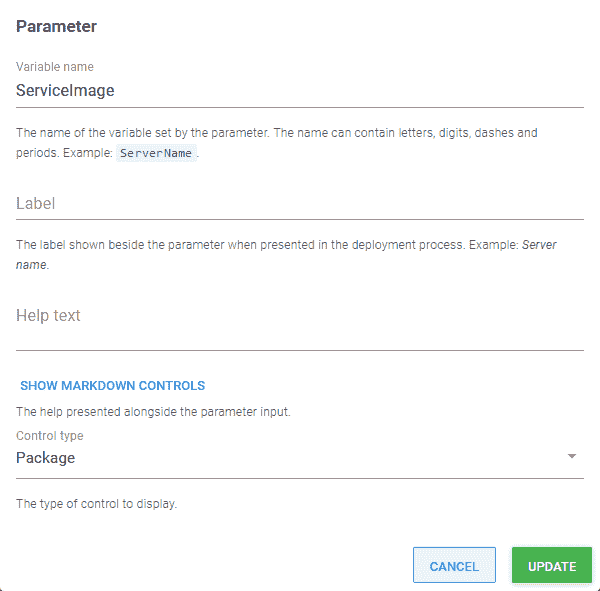 Parameter
Variable name
ServiceImage
The name of the variable set by the parameter. The name can contain letters, digits, dashes and
periods. Example: ServerName.
Label
The label shown beside the parameter when presented in the deployment process. Example: Server
name.
Help text
SHOW MARKDOWN CONTROLS
The help presented alongside the parameter input.
Control type
Package
The type of control to display.
CANCEL UPDATE